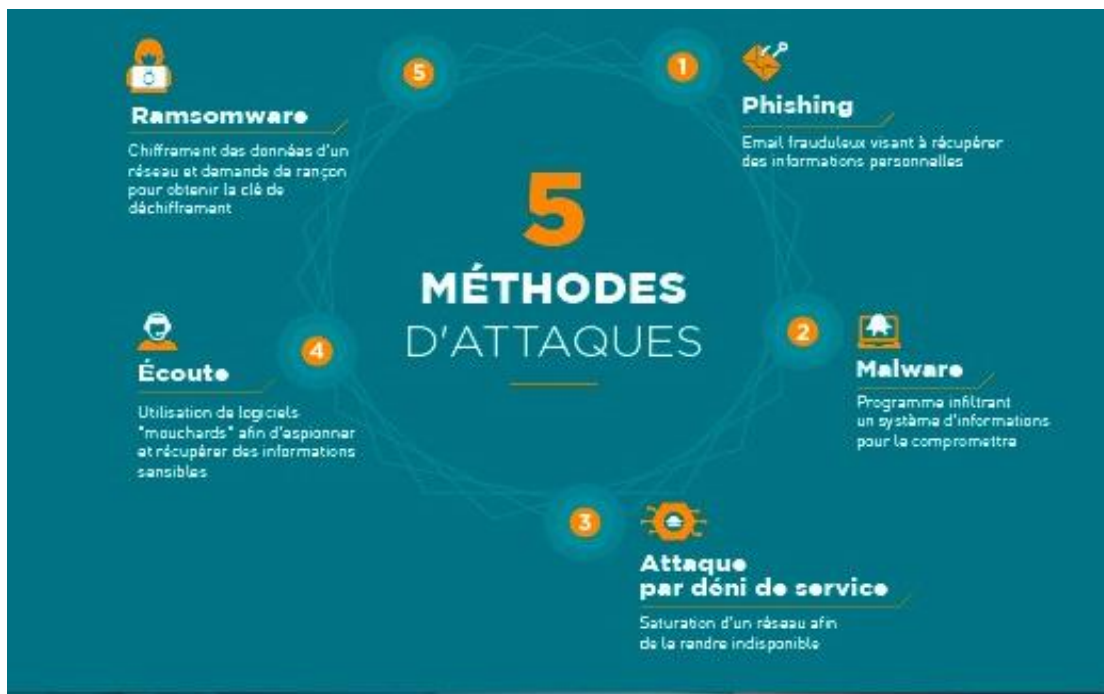 5
MÉTHODES
D'ATTAQUES
1
Phishing
Email frauduleux visant à récupérer
des informations personnelles
2
Malware
Programme infiltrant
un système d'informations
pour le compromettre
3
Attaque
par déni de service
Saturation d'un réseau afin
de le rendre indisponible
4
Écoute
Utilisation de logiciels
"mouchards" afin d'espionner
et récupérer des informations
sensibles
5
Ramsomware
Chiffrement des données d'un
réseau et demande de rançon
pour obtenir la clé de
déchiffrement